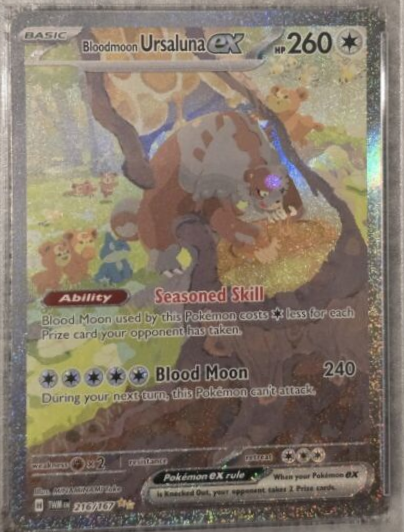 BASIC
Bloodmoon Ursaluna ex HP 260
Ability Seasoned Skill
Blood Moon used by this Pokémon costs less for each
Prize card your opponent has taken.
Blood Moon 240
During your next turn, this Pokémon can't attack.
weakness ×2 resistance retreat
Pokémon ex rule When your Pokémon ex
is Knocked Out, your opponent takes 2 Prize cards.
Illus.
H TWM EN 216/167